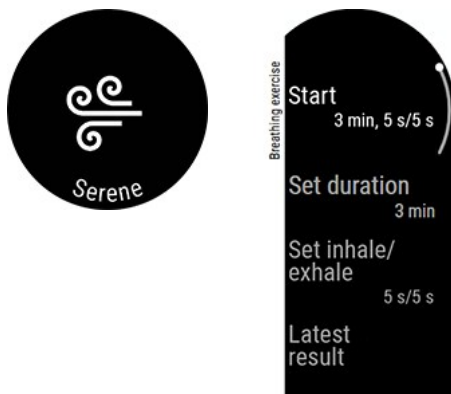 Serene
Breathing exercise
Start
3 min, 5 s/5 s
Set duration
3 min
Set inhale/
exhale
5 s/5 s
Latest
result